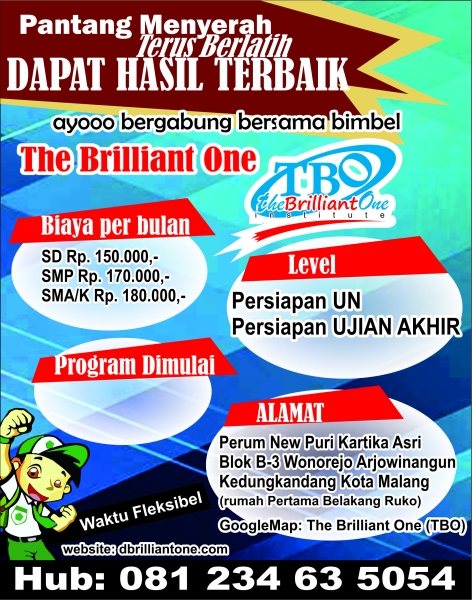 Pantang Menyerah
Terus Berlatih
DAPAT HASIL TERBAIK
ayooo bergabung bersama bimbel
The Brilliant One
TBO
theBrilliantOne
institute
Biaya per bulan
SD Rp. 150.000,-
SMP Rp. 170.000,-
SMA/K Rp. 180.000,-
Level
Persiapan UN
Persiapan UJIAN AKHIR
Program Dimulai
ALAMAT
Perum New Puri Kartika Asri
Blok B-3 Wonorejo Arjowinangun
Kedungkandang Kota Malang
(rumah Pertama Belakang Ruko)
GoogleMap: The Brilliant One (TBO)
Waktu Fleksibel
website: dbrilliantone.com
Hub: 081 234 63 5054